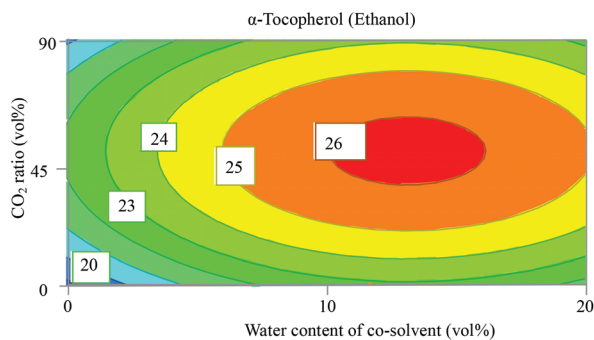 α-Tocopherol (Ethanol)
90
24
26
25
45
23
20
0
0 10 20
CO₂ ratio (vol%)
Water content of co-solvent (vol%)